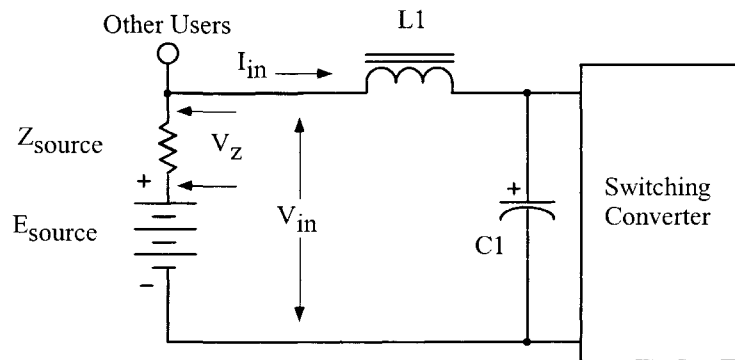 Other Users
L1
I_in
Z_source
V_z
+
E_source
V_in
-
+
C1
Switching
Converter